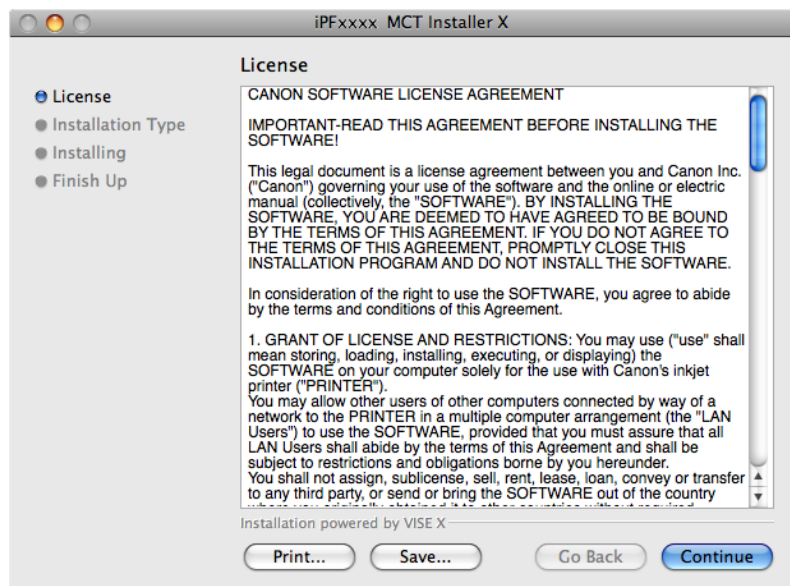 iPFxxxx MCT Installer X
License
Installation Type
Installing
Finish Up
License
CANON SOFTWARE LICENSE AGREEMENT
IMPORTANT-READ THIS AGREEMENT BEFORE INSTALLING THE
SOFTWARE!
This legal document is a license agreement between you and Canon Inc.
("Canon") governing your use of the software and the online or electric
manual (collectively, the "SOFTWARE"). BY INSTALLING THE
SOFTWARE, YOU ARE DEEMED TO HAVE AGREED TO BE BOUND
BY THE TERMS OF THIS AGREEMENT. IF YOU DO NOT AGREE TO
THE TERMS OF THIS AGREEMENT, PROMPTLY CLOSE THIS
INSTALLATION PROGRAM AND DO NOT INSTALL THE SOFTWARE.
In consideration of the right to use the SOFTWARE, you agree to abide
by the terms and conditions of this Agreement.
1. GRANT OF LICENSE AND RESTRICTIONS: You may use ("use" shall
mean storing, loading, installing, executing, or displaying) the
SOFTWARE on your computer solely for the use with Canon's inkjet
printer ("PRINTER").
You may allow other users of other computers connected by way of a
network to the PRINTER in a multiple computer arrangement (the "LAN
Users") to use the SOFTWARE, provided that you must assure that all
LAN Users shall abide by the terms of this Agreement and shall be
subject to restrictions and obligations borne by you hereunder.
You shall not assign, sublicense, sell, rent, lease, loan, convey or transfer
to any third party, or send or bring the SOFTWARE out of the country
Installation powered by VISE X
Print...
Save...
Go Back
Continue